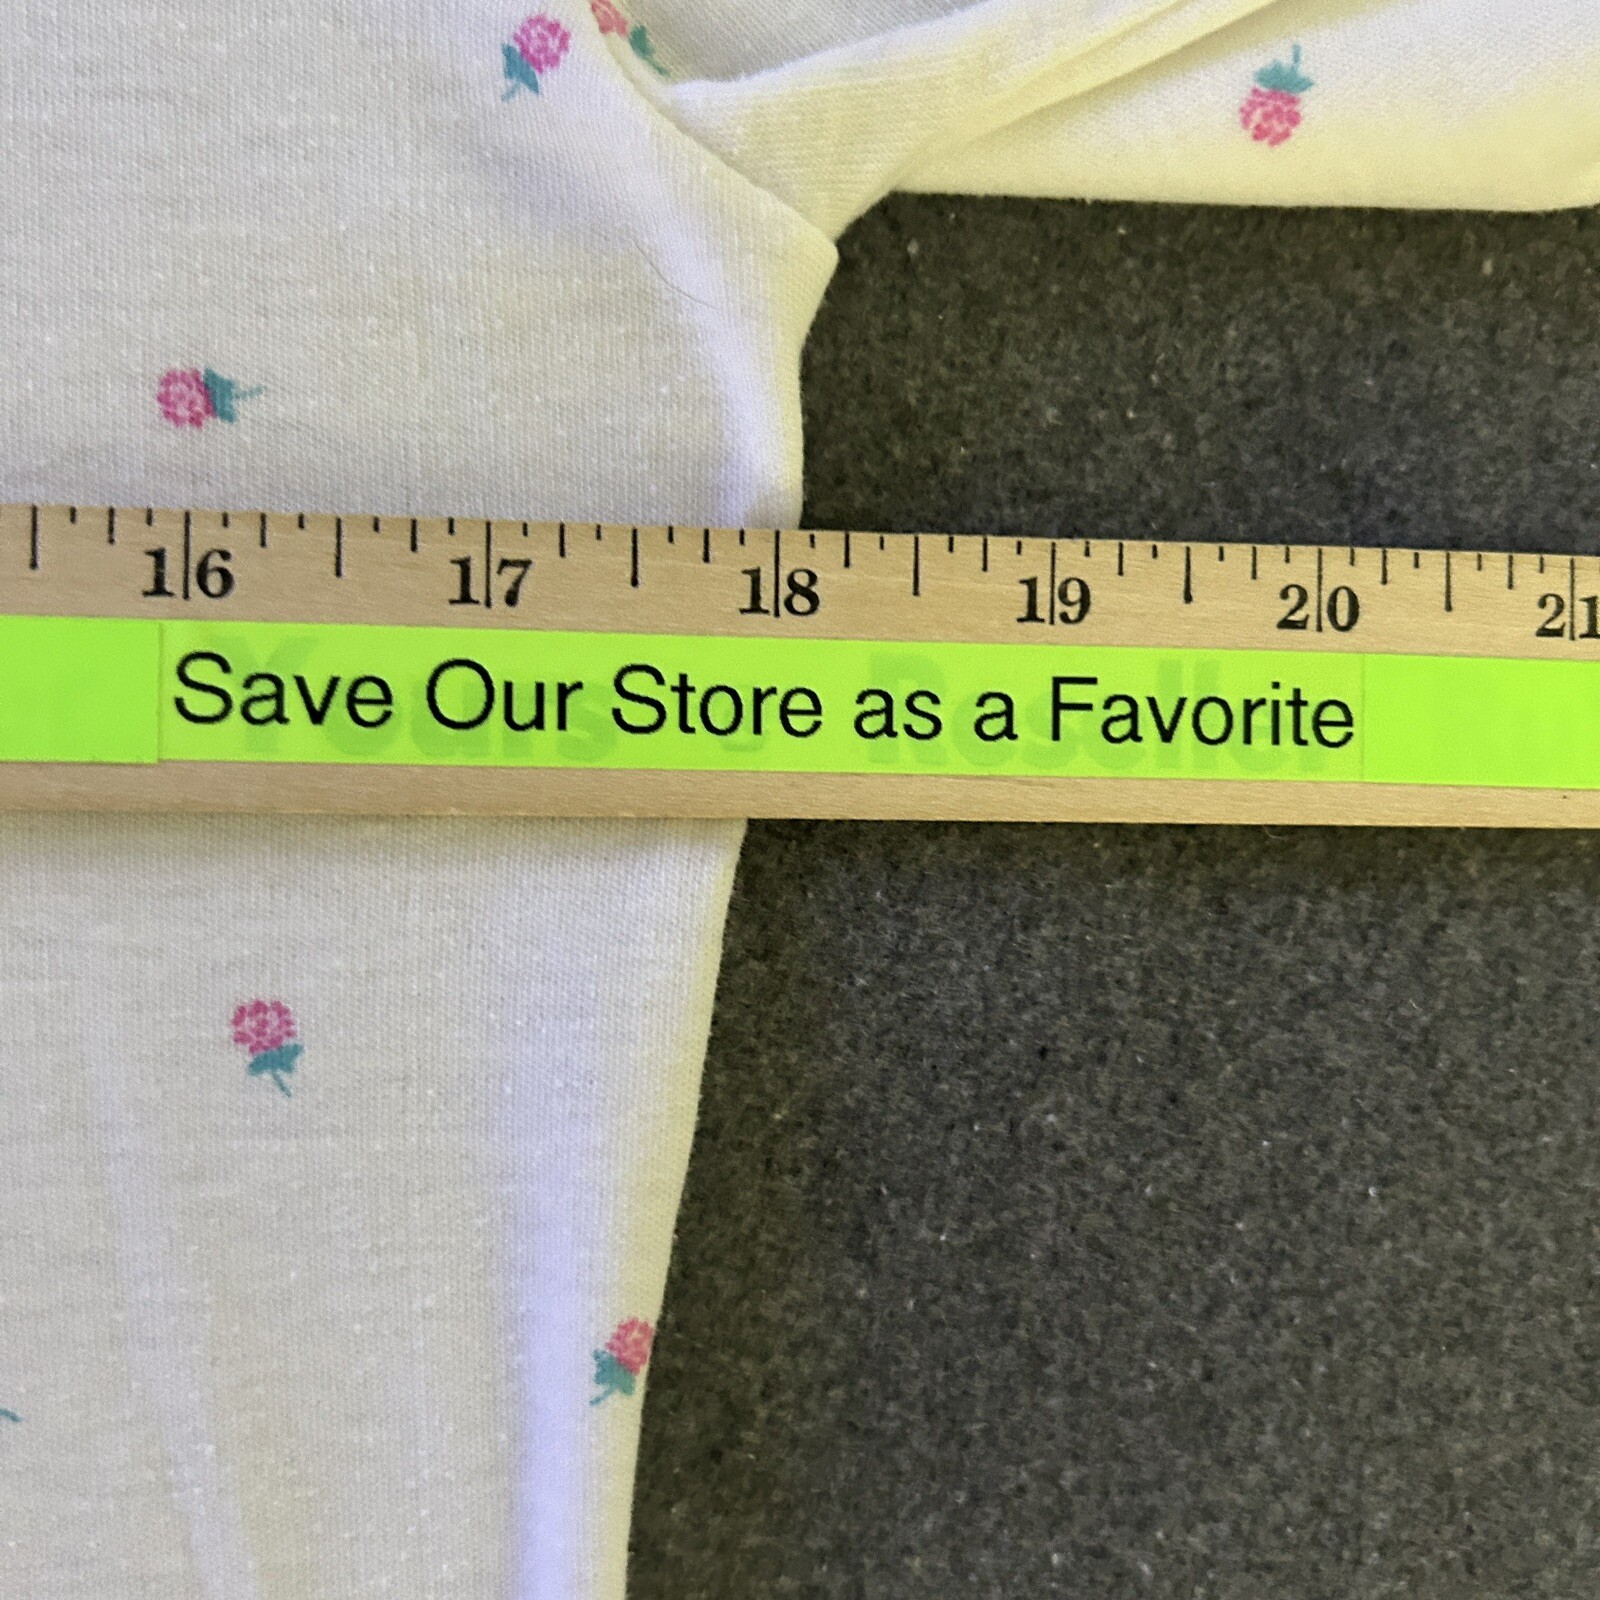 16 17 18 19 20 21
Save Our Store as a Favorite